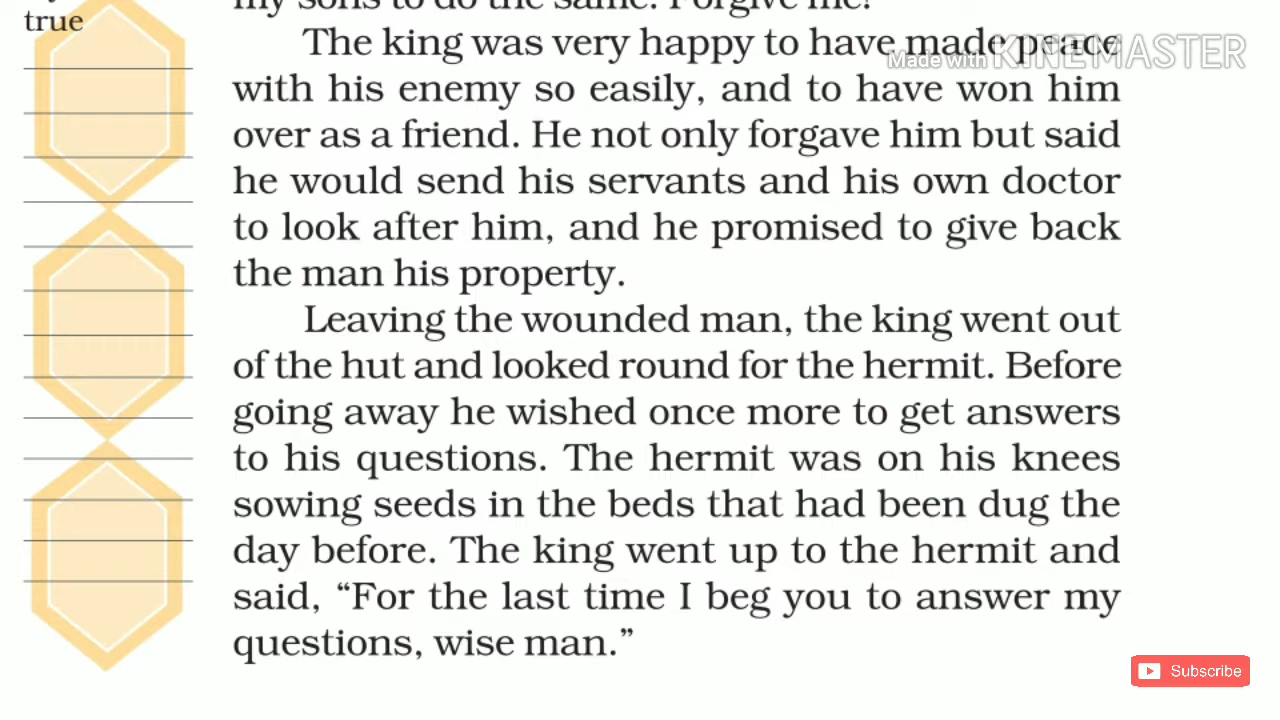 my sons to do the same. Forgive me!
true
The king was very happy to have made peace
Made with KINEMASTER
with his enemy so easily, and to have won him
over as a friend. He not only forgave him but said
he would send his servants and his own doctor
to look after him, and he promised to give back
the man his property.
Leaving the wounded man, the king went out
of the hut and looked round for the hermit. Before
going away he wished once more to get answers
to his questions. The hermit was on his knees
sowing seeds in the beds that had been dug the
day before. The king went up to the hermit and
said, “For the last time I beg you to answer my
questions, wise man.”
Subscribe